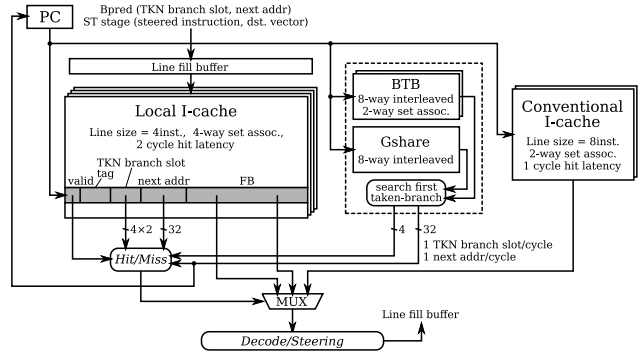 PC
Bpred (TKN branch slot, next addr)
ST stage (steered instruction, dst. vector)
Line fill buffer
Local I-cache
Line size = 4inst., 4-way set assoc.,
2 cycle hit latency
TKN branch slot
tag
valid
next addr
FB
BTB
8-way interleaved
2-way set assoc.
Gshare
8-way interleaved
search first
taken-branch
Conventional
I-cache
Line size = 8inst.
2-way set assoc.
1 cycle hit latency
4×2
32
4
32
1 TKN branch slot/cycle
1 next addr/cycle
Hit/Miss
MUX
Line fill buffer
Decode/Steering